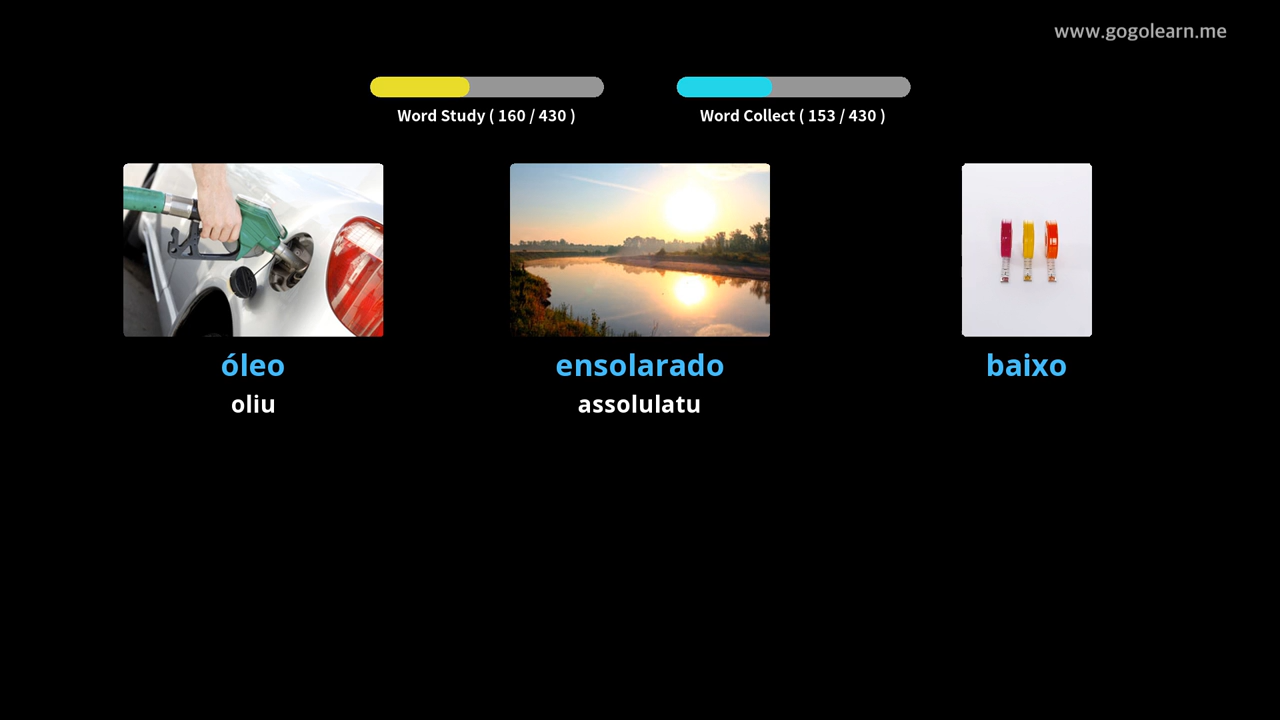 www.gogolearn.me
Word Study ( 160 / 430 )
Word Collect ( 153 / 430 )
óleo
ensolarado
baixo
oliu
assolulatu